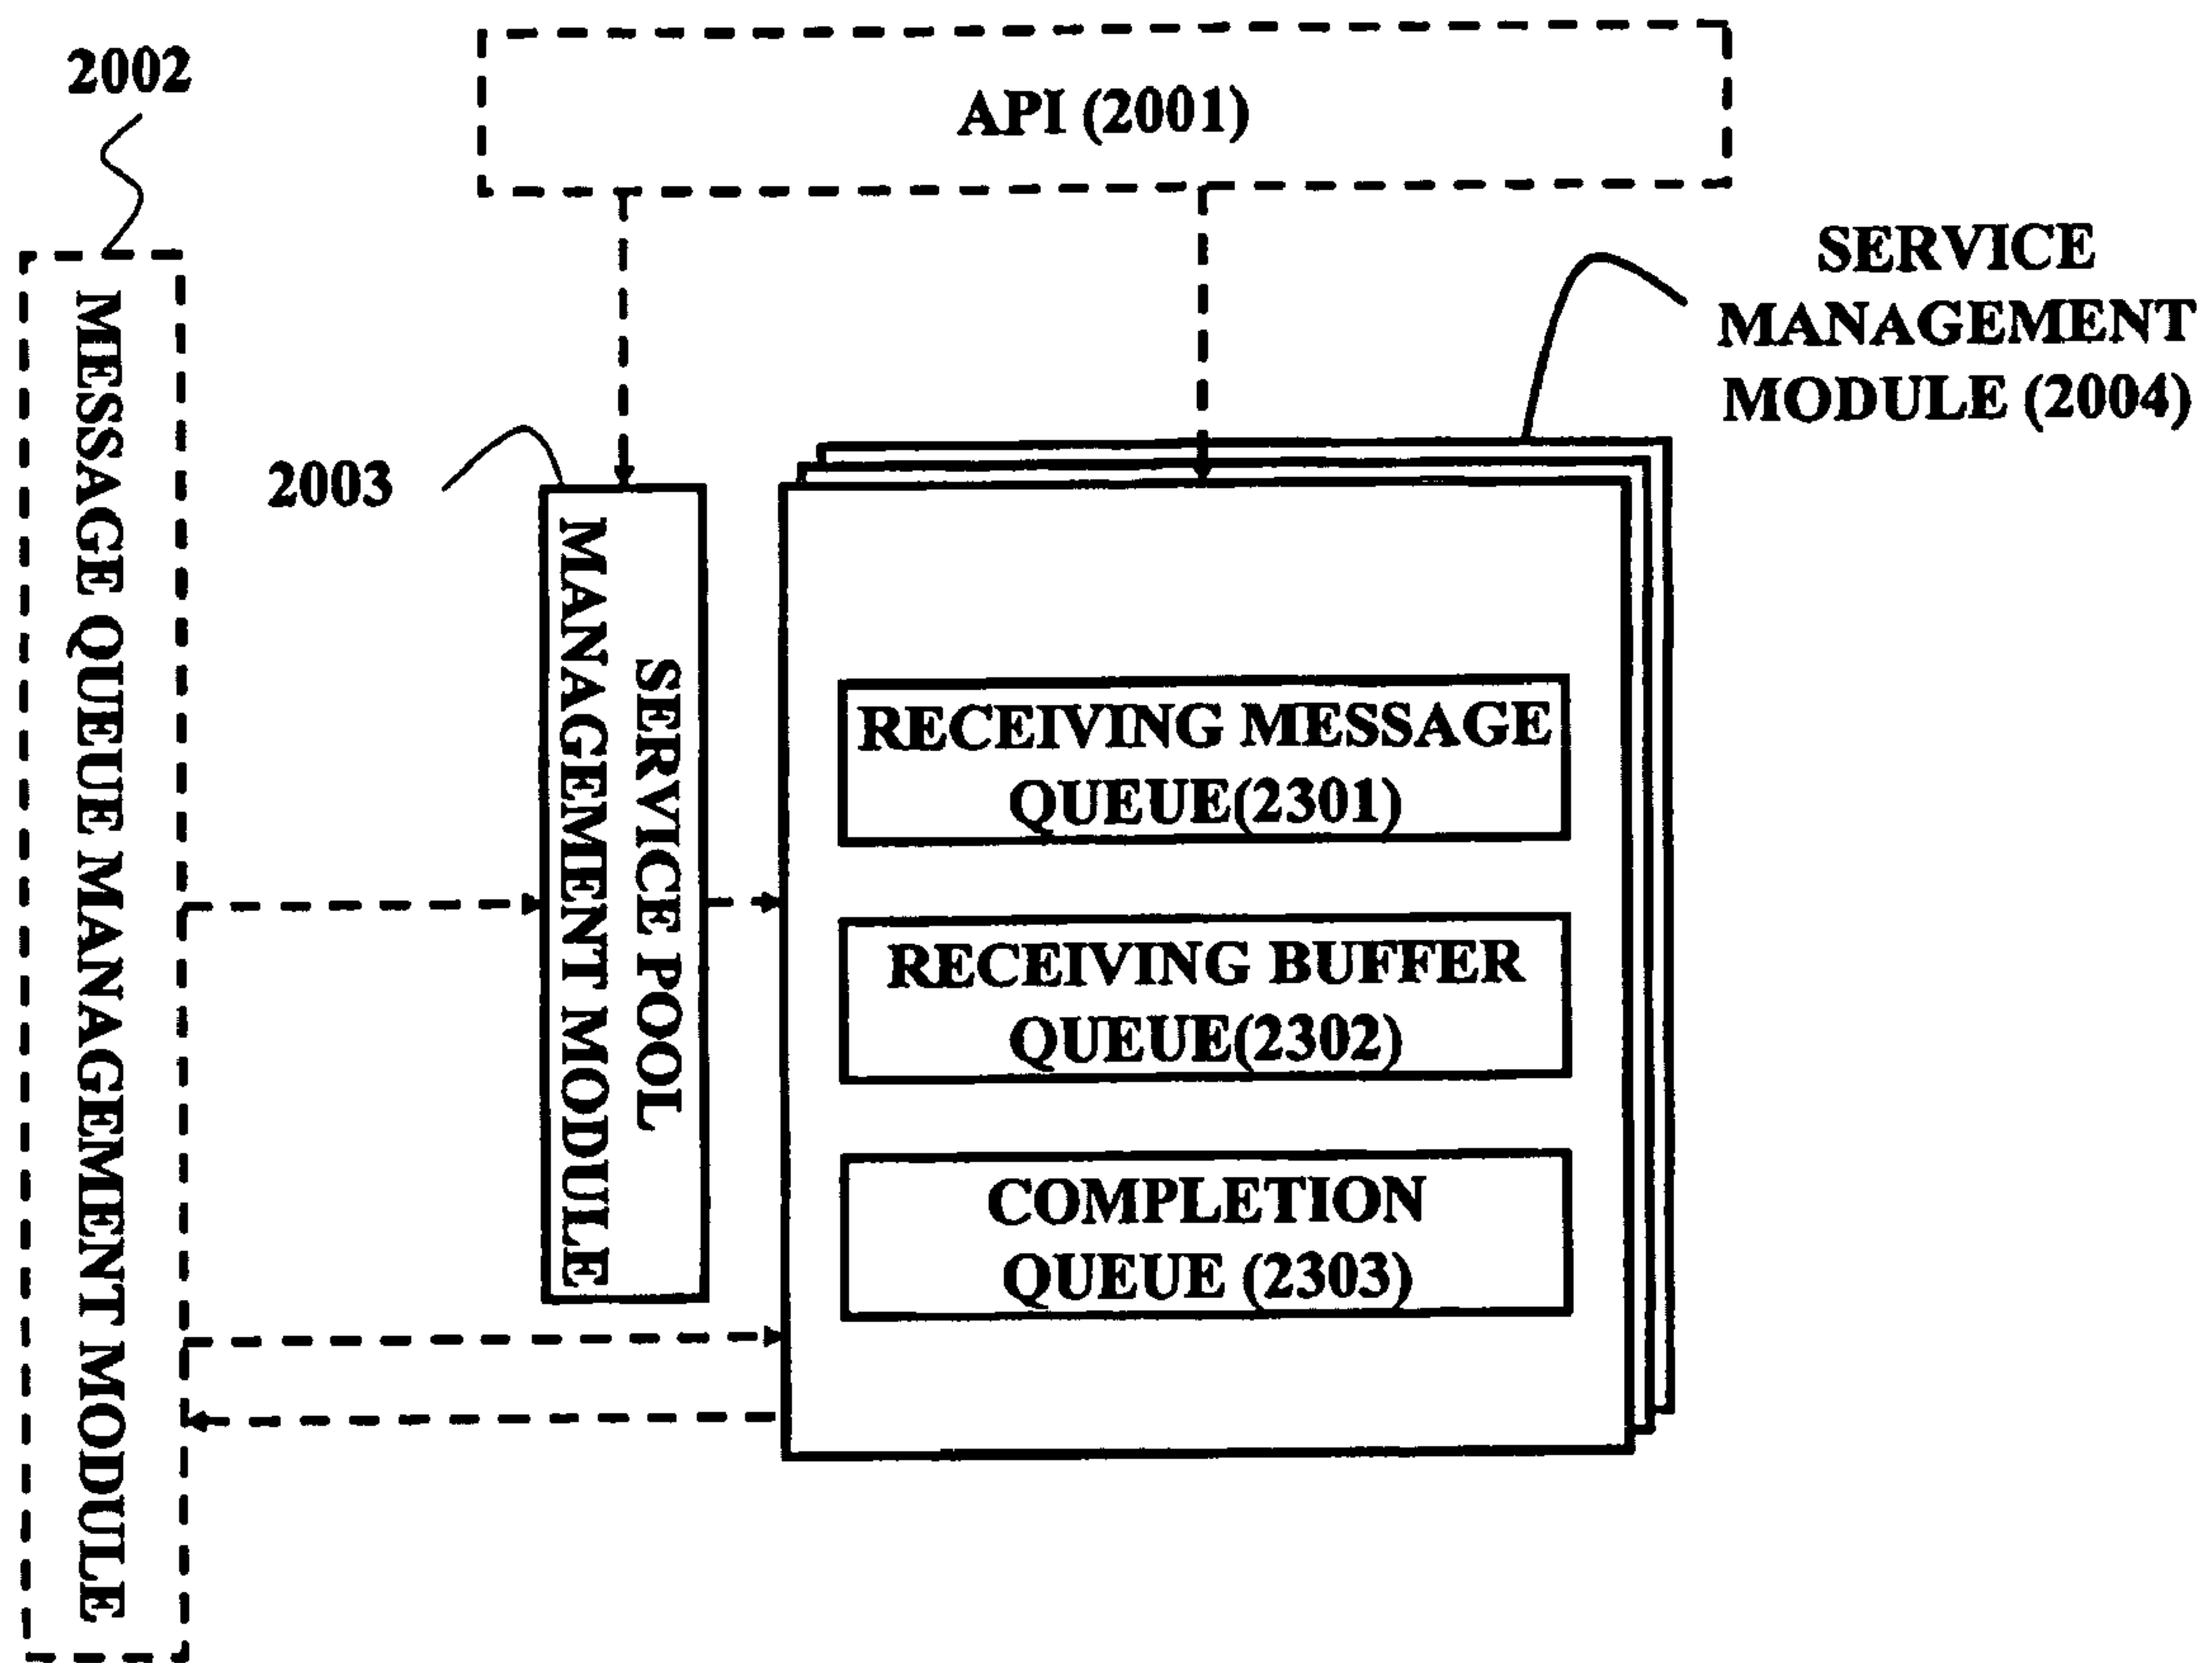 2002
API (2001)
SERVICE
MANAGEMENT
MODULE (2004)
2003
MESSAGE QUEUE MANAGEMENT MODULE
SERVICE POOL
MANAGEMENT MODULE
RECEIVING MESSAGE
QUEUE(2301)
RECEIVING BUFFER
QUEUE(2302)
COMPLETION
QUEUE (2303)